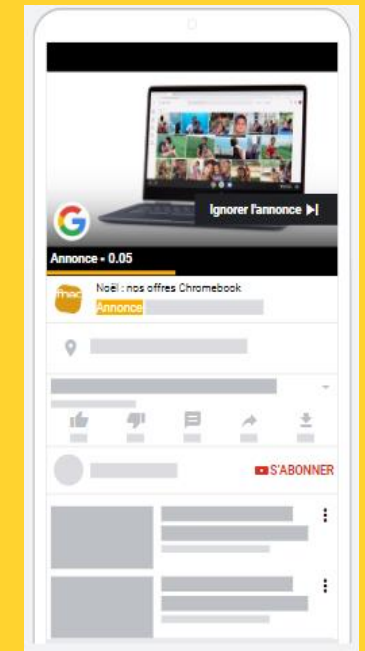 Ignorer l'annonce
Annonce - 0.05
fnac
Noël : nos offres Chromebook
Annonce
S'ABONNER